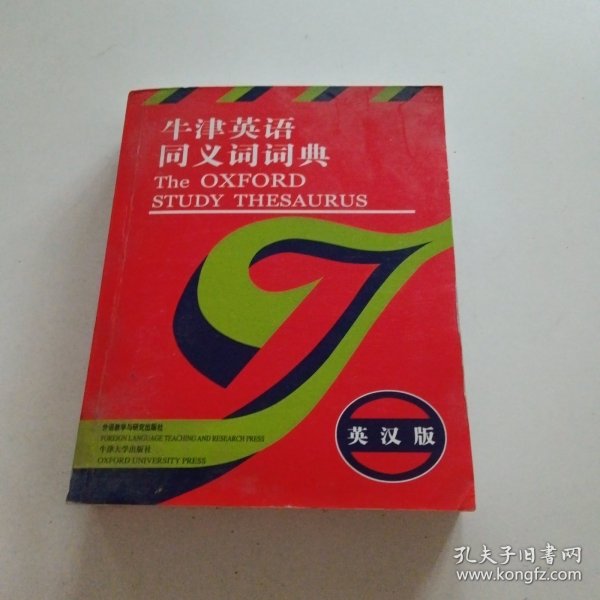 牛津英语
同义词词典
The OXFORD
STUDY THESAURUS
外语教学与研究出版社
FOREIGN LANGUAGE TEACHING AND RESEARCH PRESS
牛津大学出版社
OXFORD UNIVERSITY PRESS
英汉版
孔夫子旧书网
www.kongfz.com